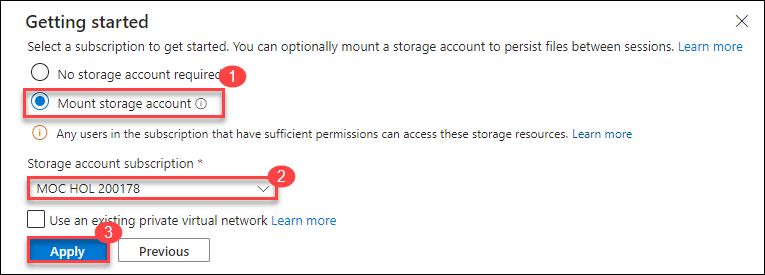 Getting started
Select a subscription to get started. You can optionally mount a storage account to persist files between sessions. Learn more
No storage account required
1
Mount storage account
Any users in the subscription that have sufficient permissions can access these storage resources. Learn more
Storage account subscription *
2
MOC HOL 200178
Use an existing private virtual network Learn more
3
Apply Previous